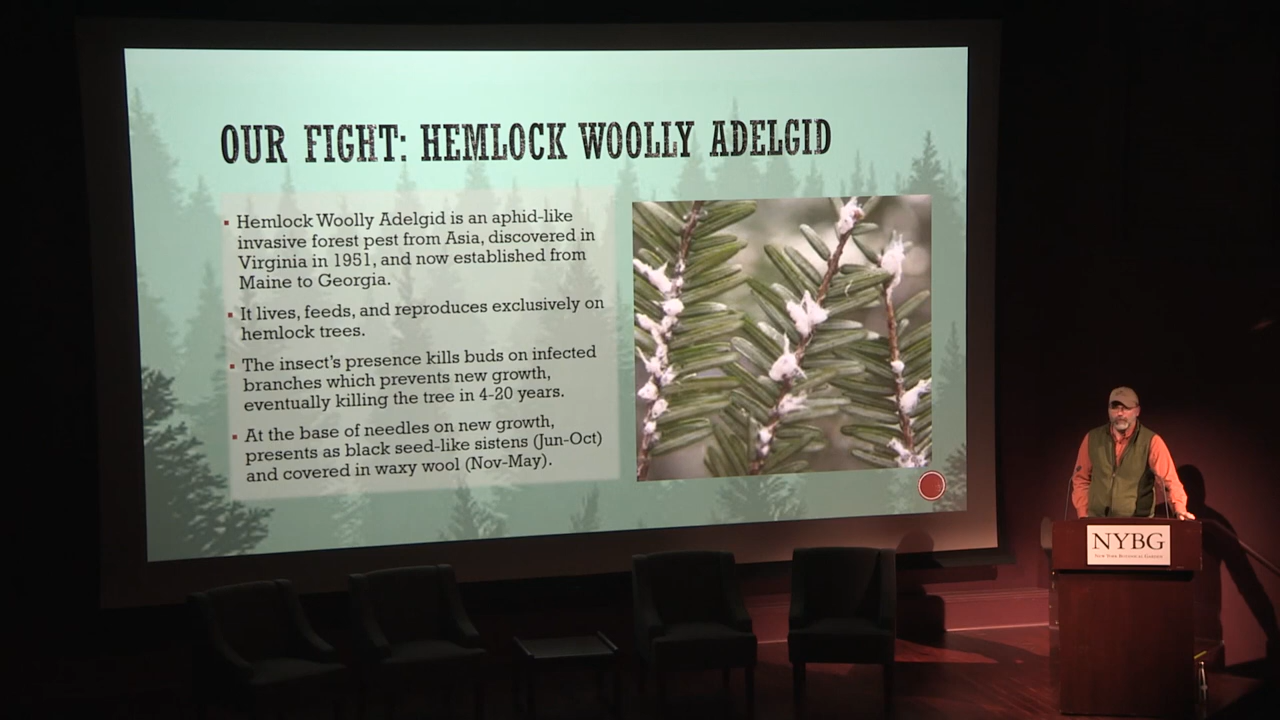 OUR FIGHT: HEMLOCK WOOLLY ADELGID
▪ Hemlock Woolly Adelgid is an aphid-like
invasive forest pest from Asia, discovered in
Virginia in 1951, and now established from
Maine to Georgia.
▪ It lives, feeds, and reproduces exclusively on
hemlock trees.
▪ The insect's presence kills buds on infected
branches which prevents new growth,
eventually killing the tree in 4-20 years.
▪ At the base of needles on new growth,
presents as black seed-like sistens (Jun-Oct)
and covered in waxy wool (Nov-May).
NYBG
NEW YORK BOTANICAL GARDEN